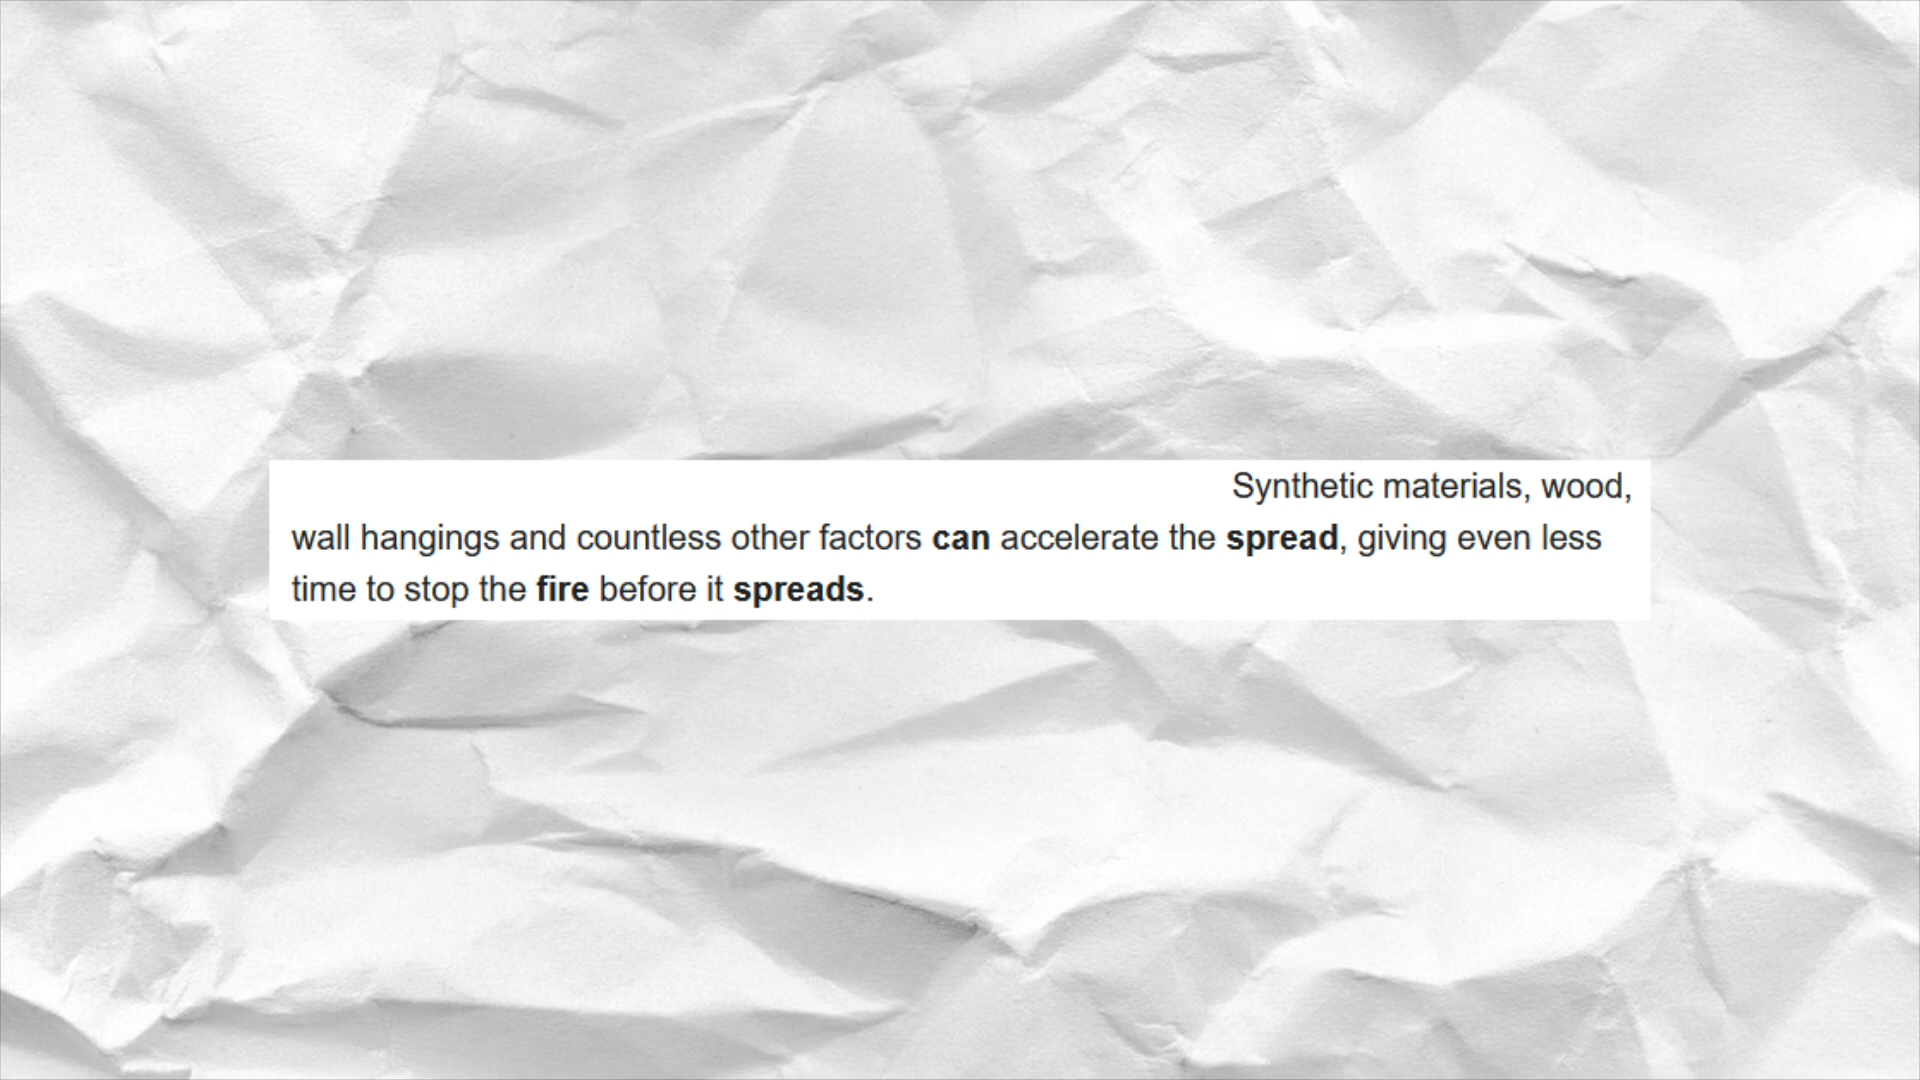 Synthetic materials, wood,
wall hangings and countless other factors can accelerate the spread, giving even less
time to stop the fire before it spreads.